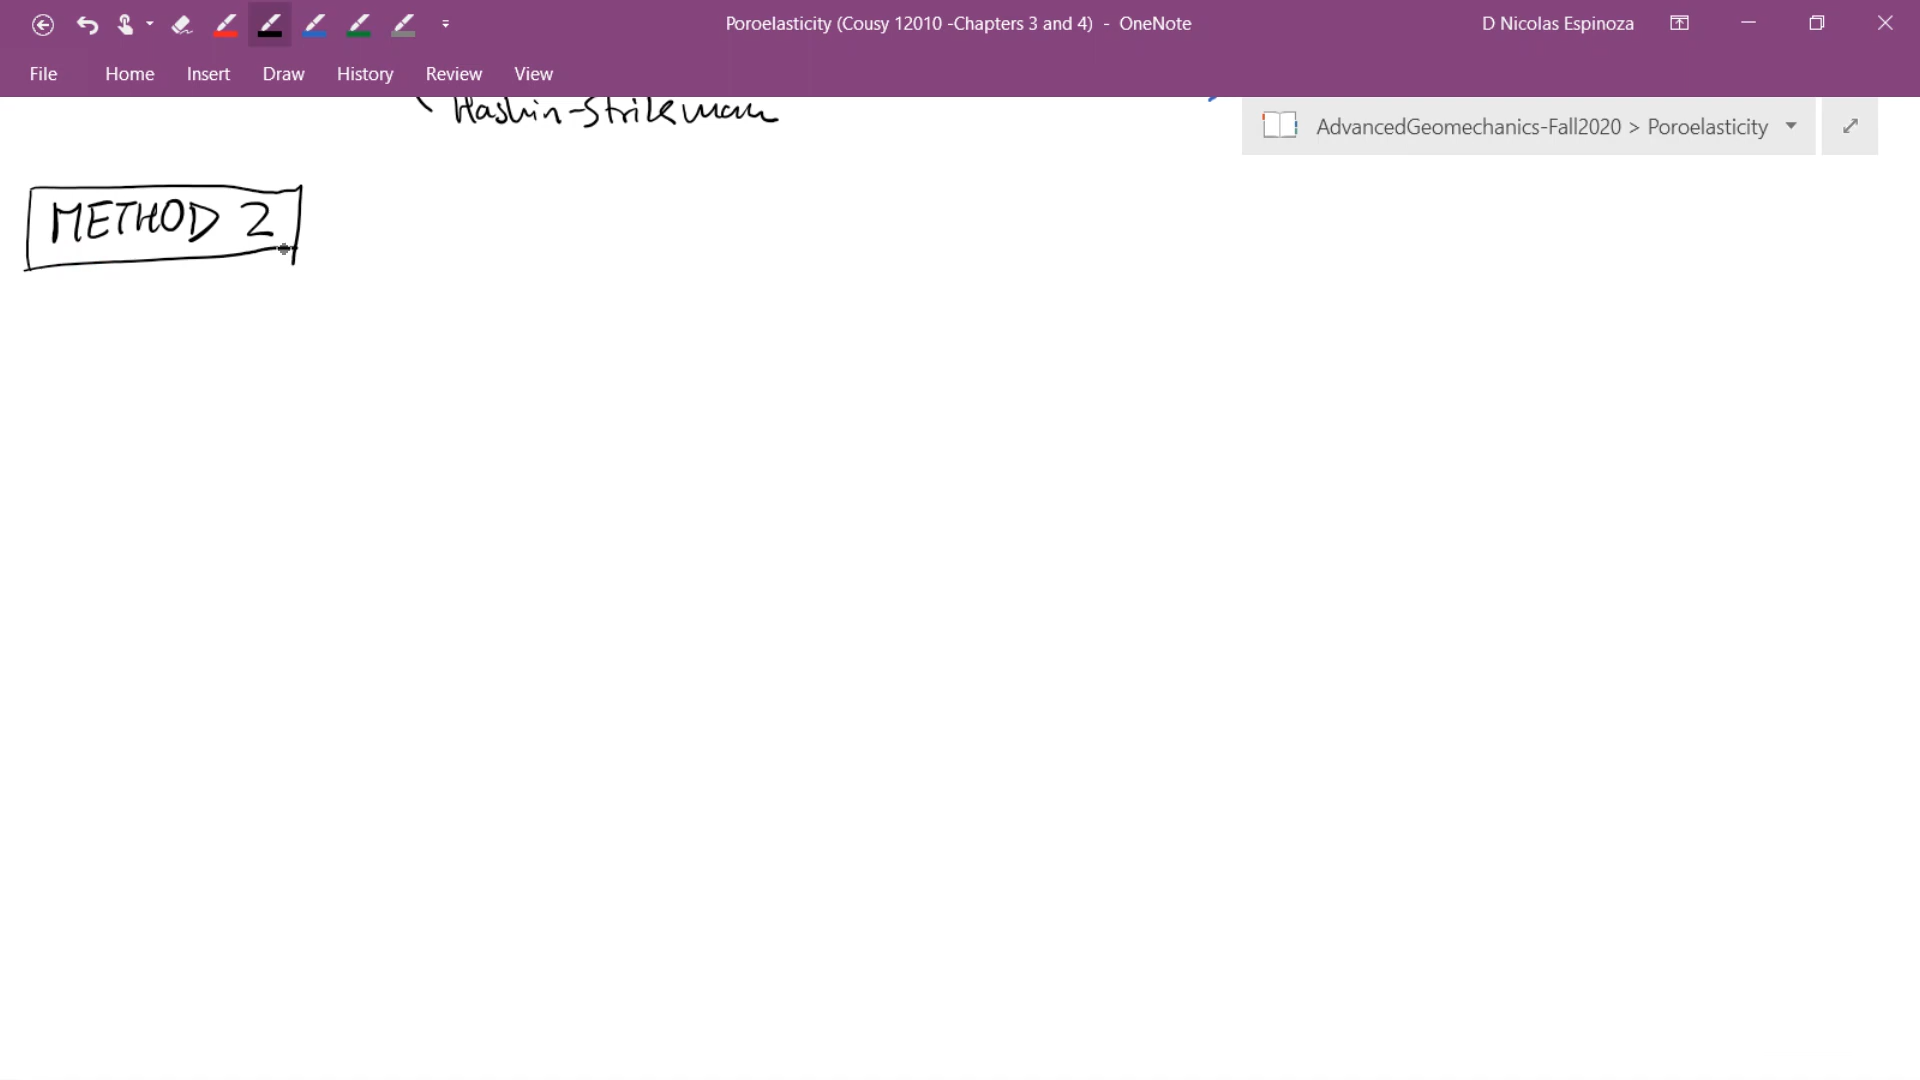 Poroelasticity (Cousy 12010 -Chapters 3 and 4) - OneNote
D Nicolas Espinoza
File Home Insert Draw History Review View
Hashin-Strikman
AdvancedGeomechanics-Fall2020 > Poroelasticity
METHOD 2